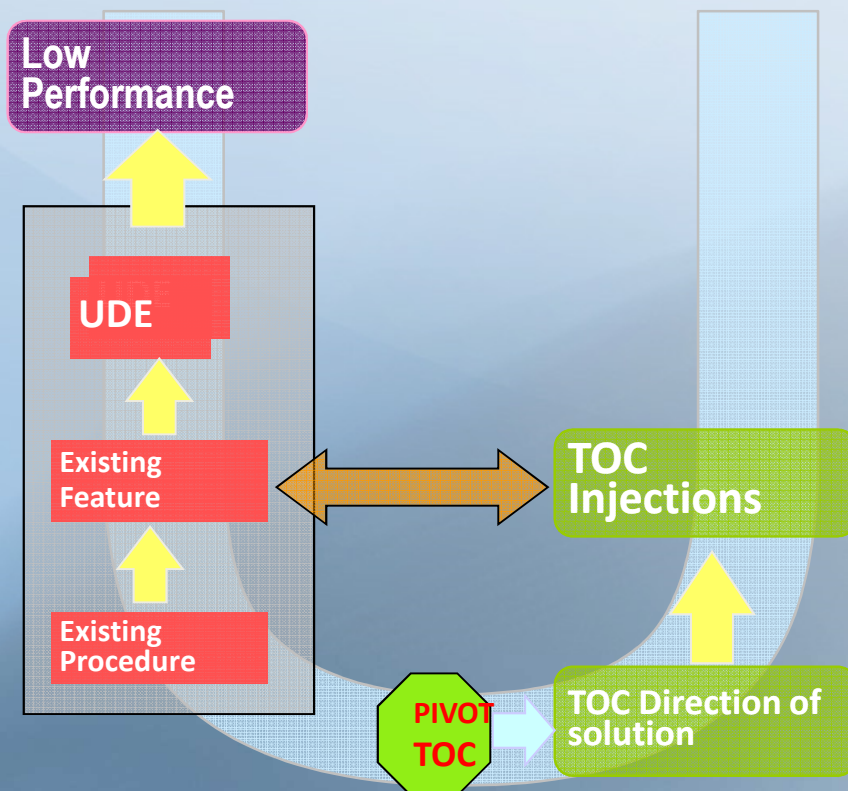 Low
Performance
UDE
Existing
Feature
Existing
Procedure
TOC
Injections
PIVOT
TOC
TOC Direction of
solution